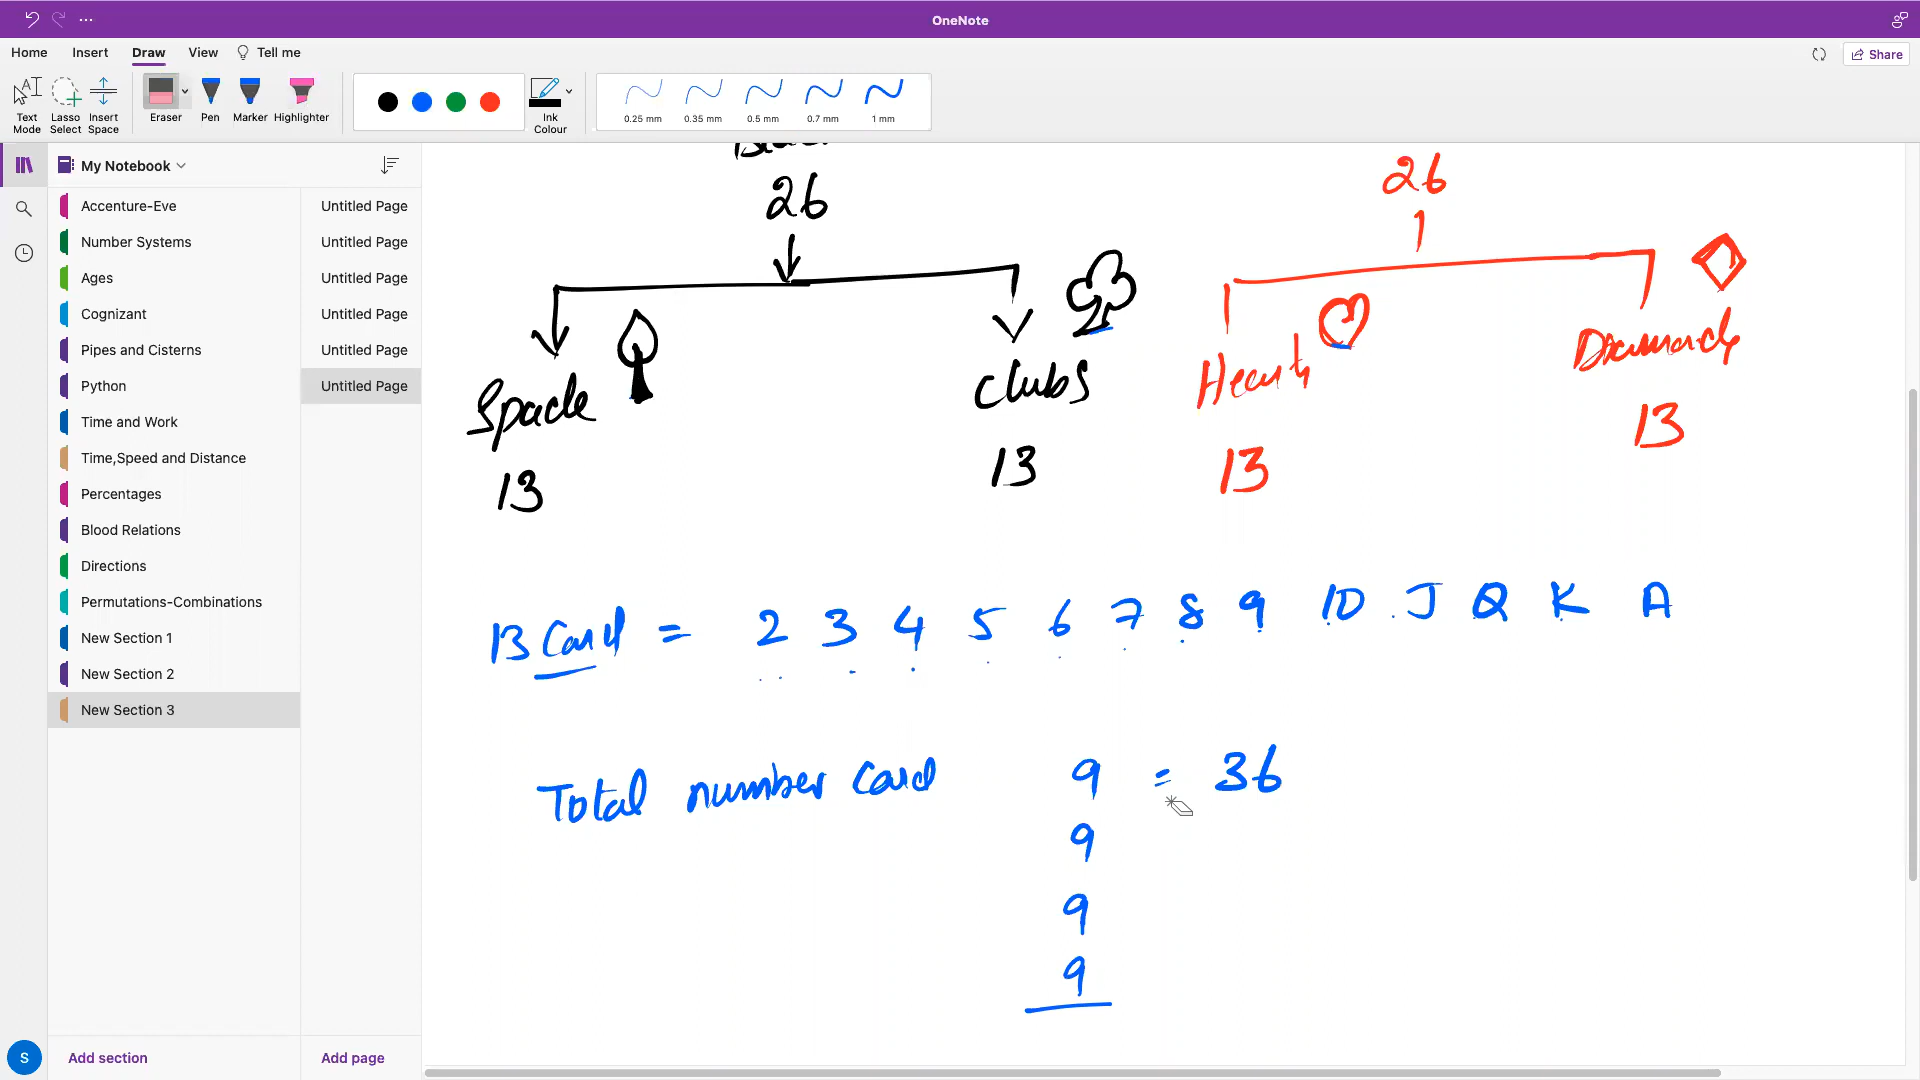 OneNote
Home Insert Draw View Tell me
Share
Text Mode
Lasso Select
Insert Space
Eraser
Pen
Marker
Highlighter
Ink Colour
0.25 mm
0.35 mm
0.5 mm
0.7 mm
1 mm
My Notebook
Accenture-Eve
Number Systems
Ages
Cognizant
Pipes and Cisterns
Python
Time and Work
Time,Speed and Distance
Percentages
Blood Relations
Directions
Permutations-Combinations
New Section 1
New Section 2
New Section 3
Untitled Page
Untitled Page
Untitled Page
Untitled Page
Untitled Page
Untitled Page
S
Add section
Add page
26
26
Spade
Clubs
Hearts
Diamonds
13
13
13
13
13 Card = 2 3 4 5 6 7 8 9 10 J Q K A
Total number Card 9 = 36
9
9
9